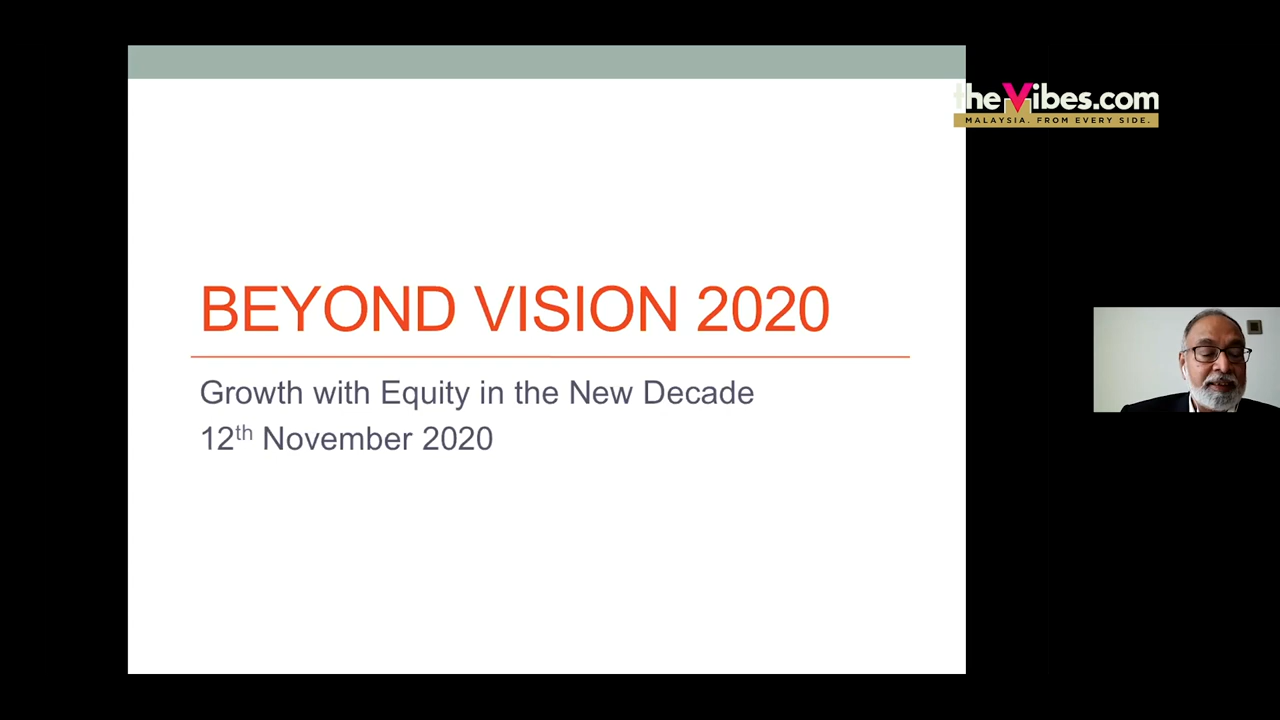 theVibes.com
MALAYSIA. FROM EVERY SIDE.
BEYOND VISION 2020
Growth with Equity in the New Decade
12th November 2020